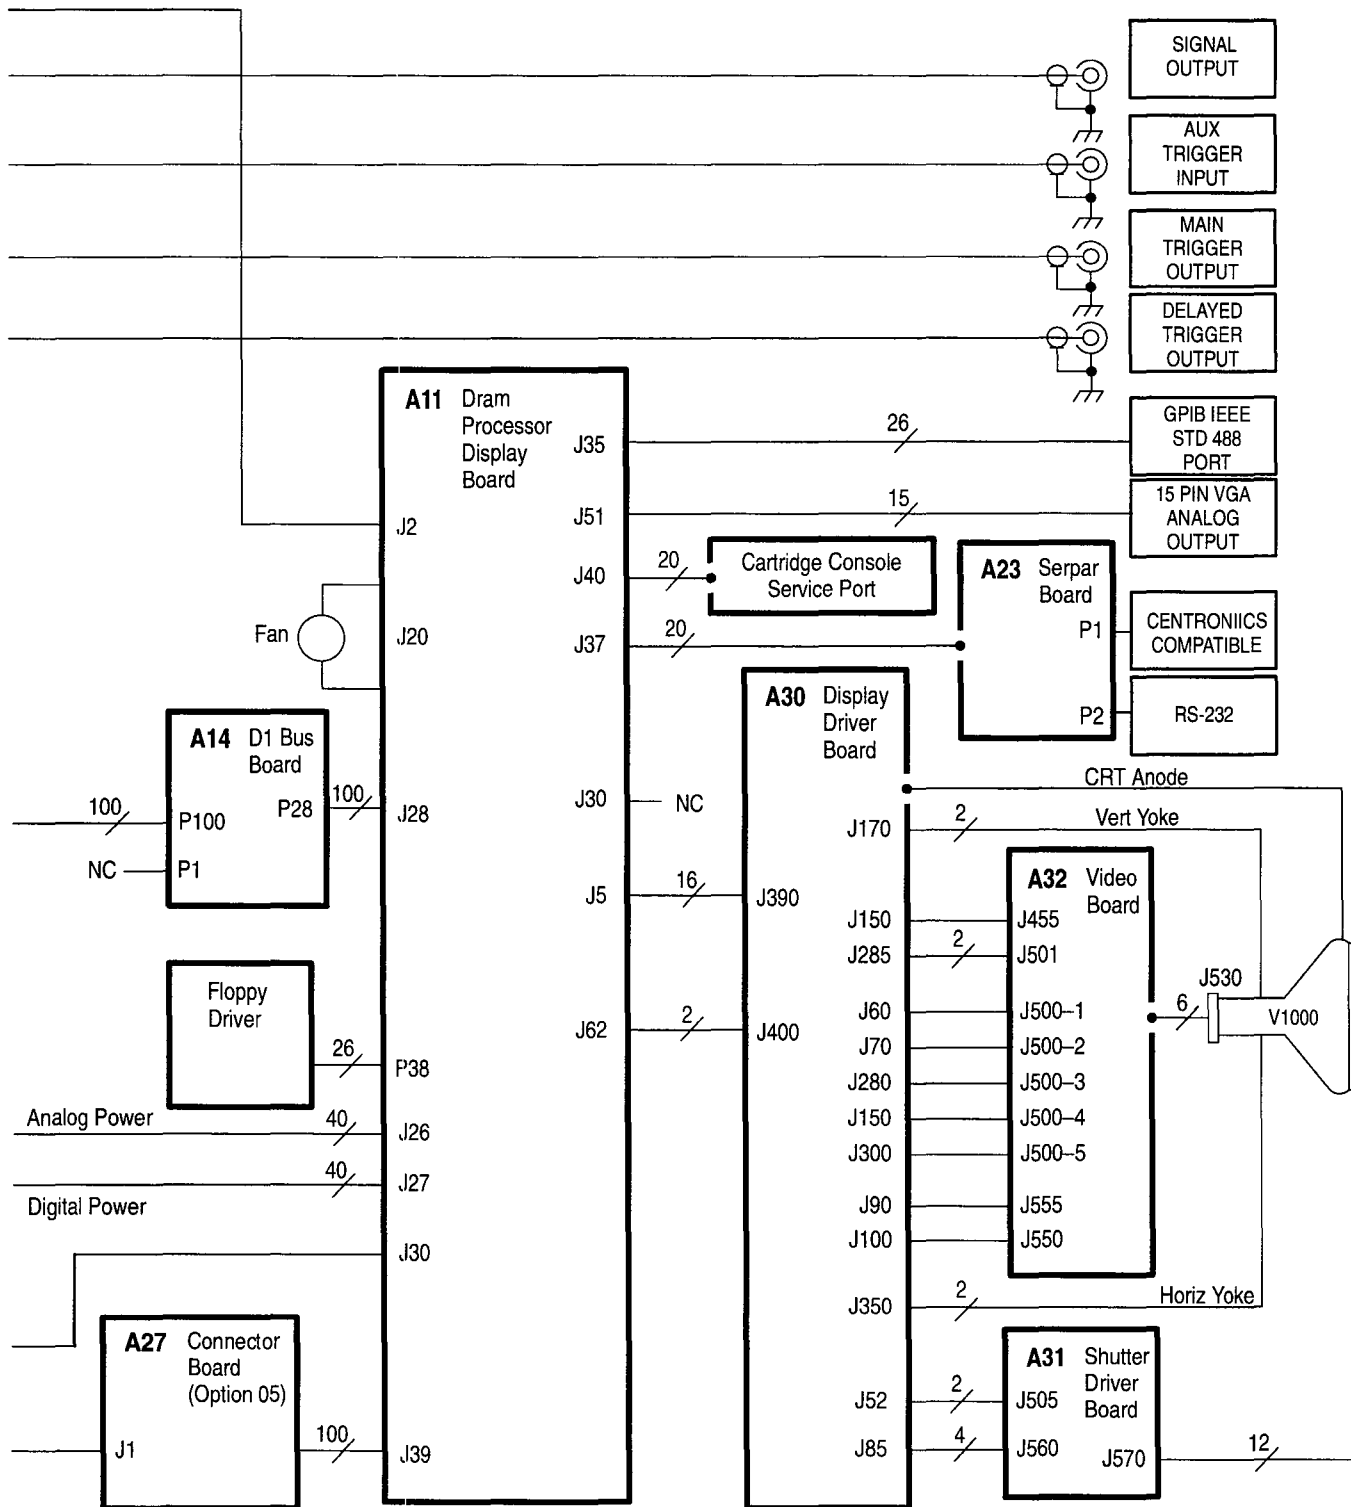 SIGNAL
OUTPUT
AUX
TRIGGER
INPUT
MAIN
TRIGGER
OUTPUT
DELAYED
TRIGGER
OUTPUT
A11 Dram
Processor
Display
Board
J35
26
GPIB IEEE
STD 488
PORT
J2
J51
15
15 PIN VGA
ANALOG
OUTPUT
J40
20
Cartridge Console
Service Port
A23 Serpar
Board
Fan
J20
J37
20
P1
CENTRONIICS
COMPATIBLE
P2
RS-232
A30 Display
Driver
Board
A14 D1 Bus
Board
100
P100
P28
100
J28
NC
P1
J30
NC
CRT Anode
J170
2
Vert Yoke
A32 Video
Board
J5
16
J390
J150
J455
J285
2
J501
Floppy
Driver
26
P38
J62
2
J400
J60
J500–1
J70
J500–2
J280
J500–3
J150
J500–4
J300
J500–5
J90
J555
J100
J550
6
J530
V1000
Analog Power
40
J26
40
J27
Digital Power
J30
J350
2
Horiz Yoke
A27 Connector
Board
(Option 05)
J1
100
J39
A31 Shutter
Driver
Board
J52
2
J505
J85
4
J560
J570
12